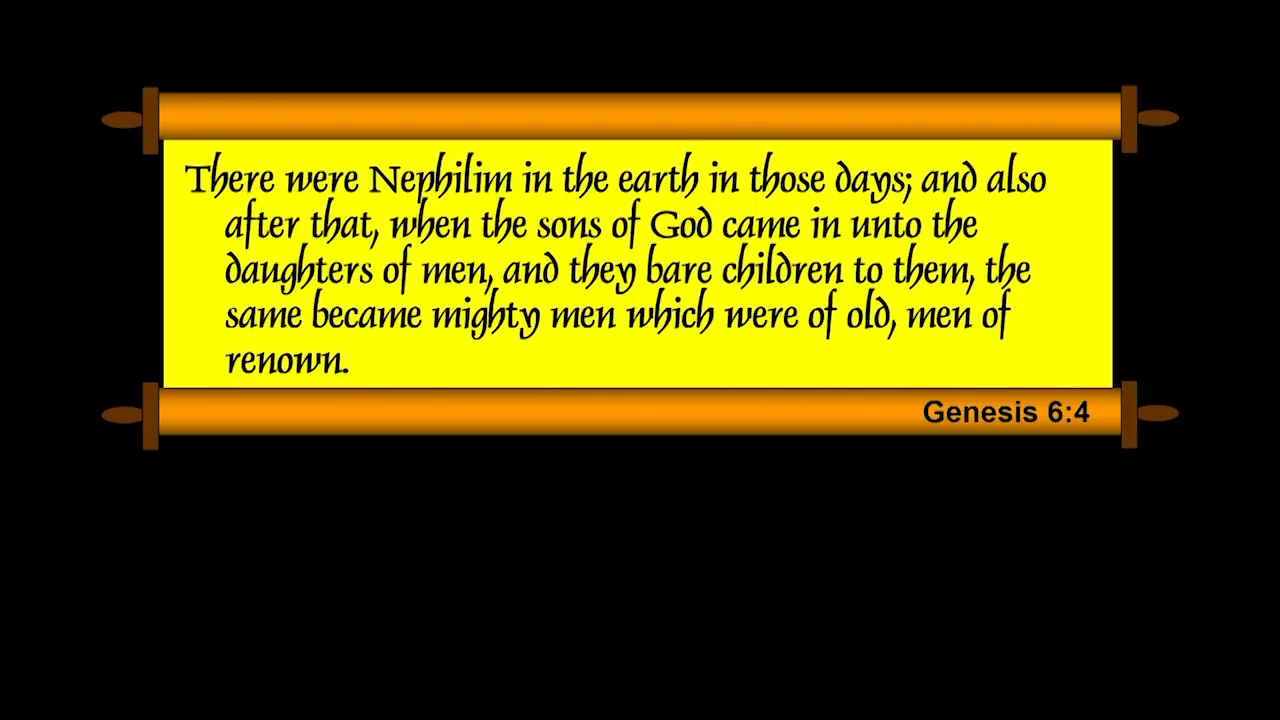 There were Nephilim in the earth in those days; and also
after that, when the sons of God came in unto the
daughters of men, and they bare children to them, the
same became mighty men which were of old, men of
renown.
Genesis 6:4